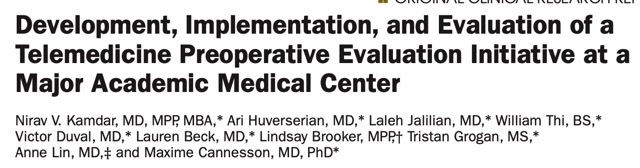 ORIGINAL CLINICAL RESEARCH RE
Development, Implementation, and Evaluation of a
Telemedicine Preoperative Evaluation Initiative at a
Major Academic Medical Center
Nirav V. Kamdar, MD, MPP, MBA,* Ari Huverserian, MD,* Laleh Jalilian, MD,* William Thi, BS,*
Victor Duval, MD,* Lauren Beck, MD,* Lindsay Brooker, MPP,† Tristan Grogan, MS,*
Anne Lin, MD,‡ and Maxime Cannesson, MD, PhD*